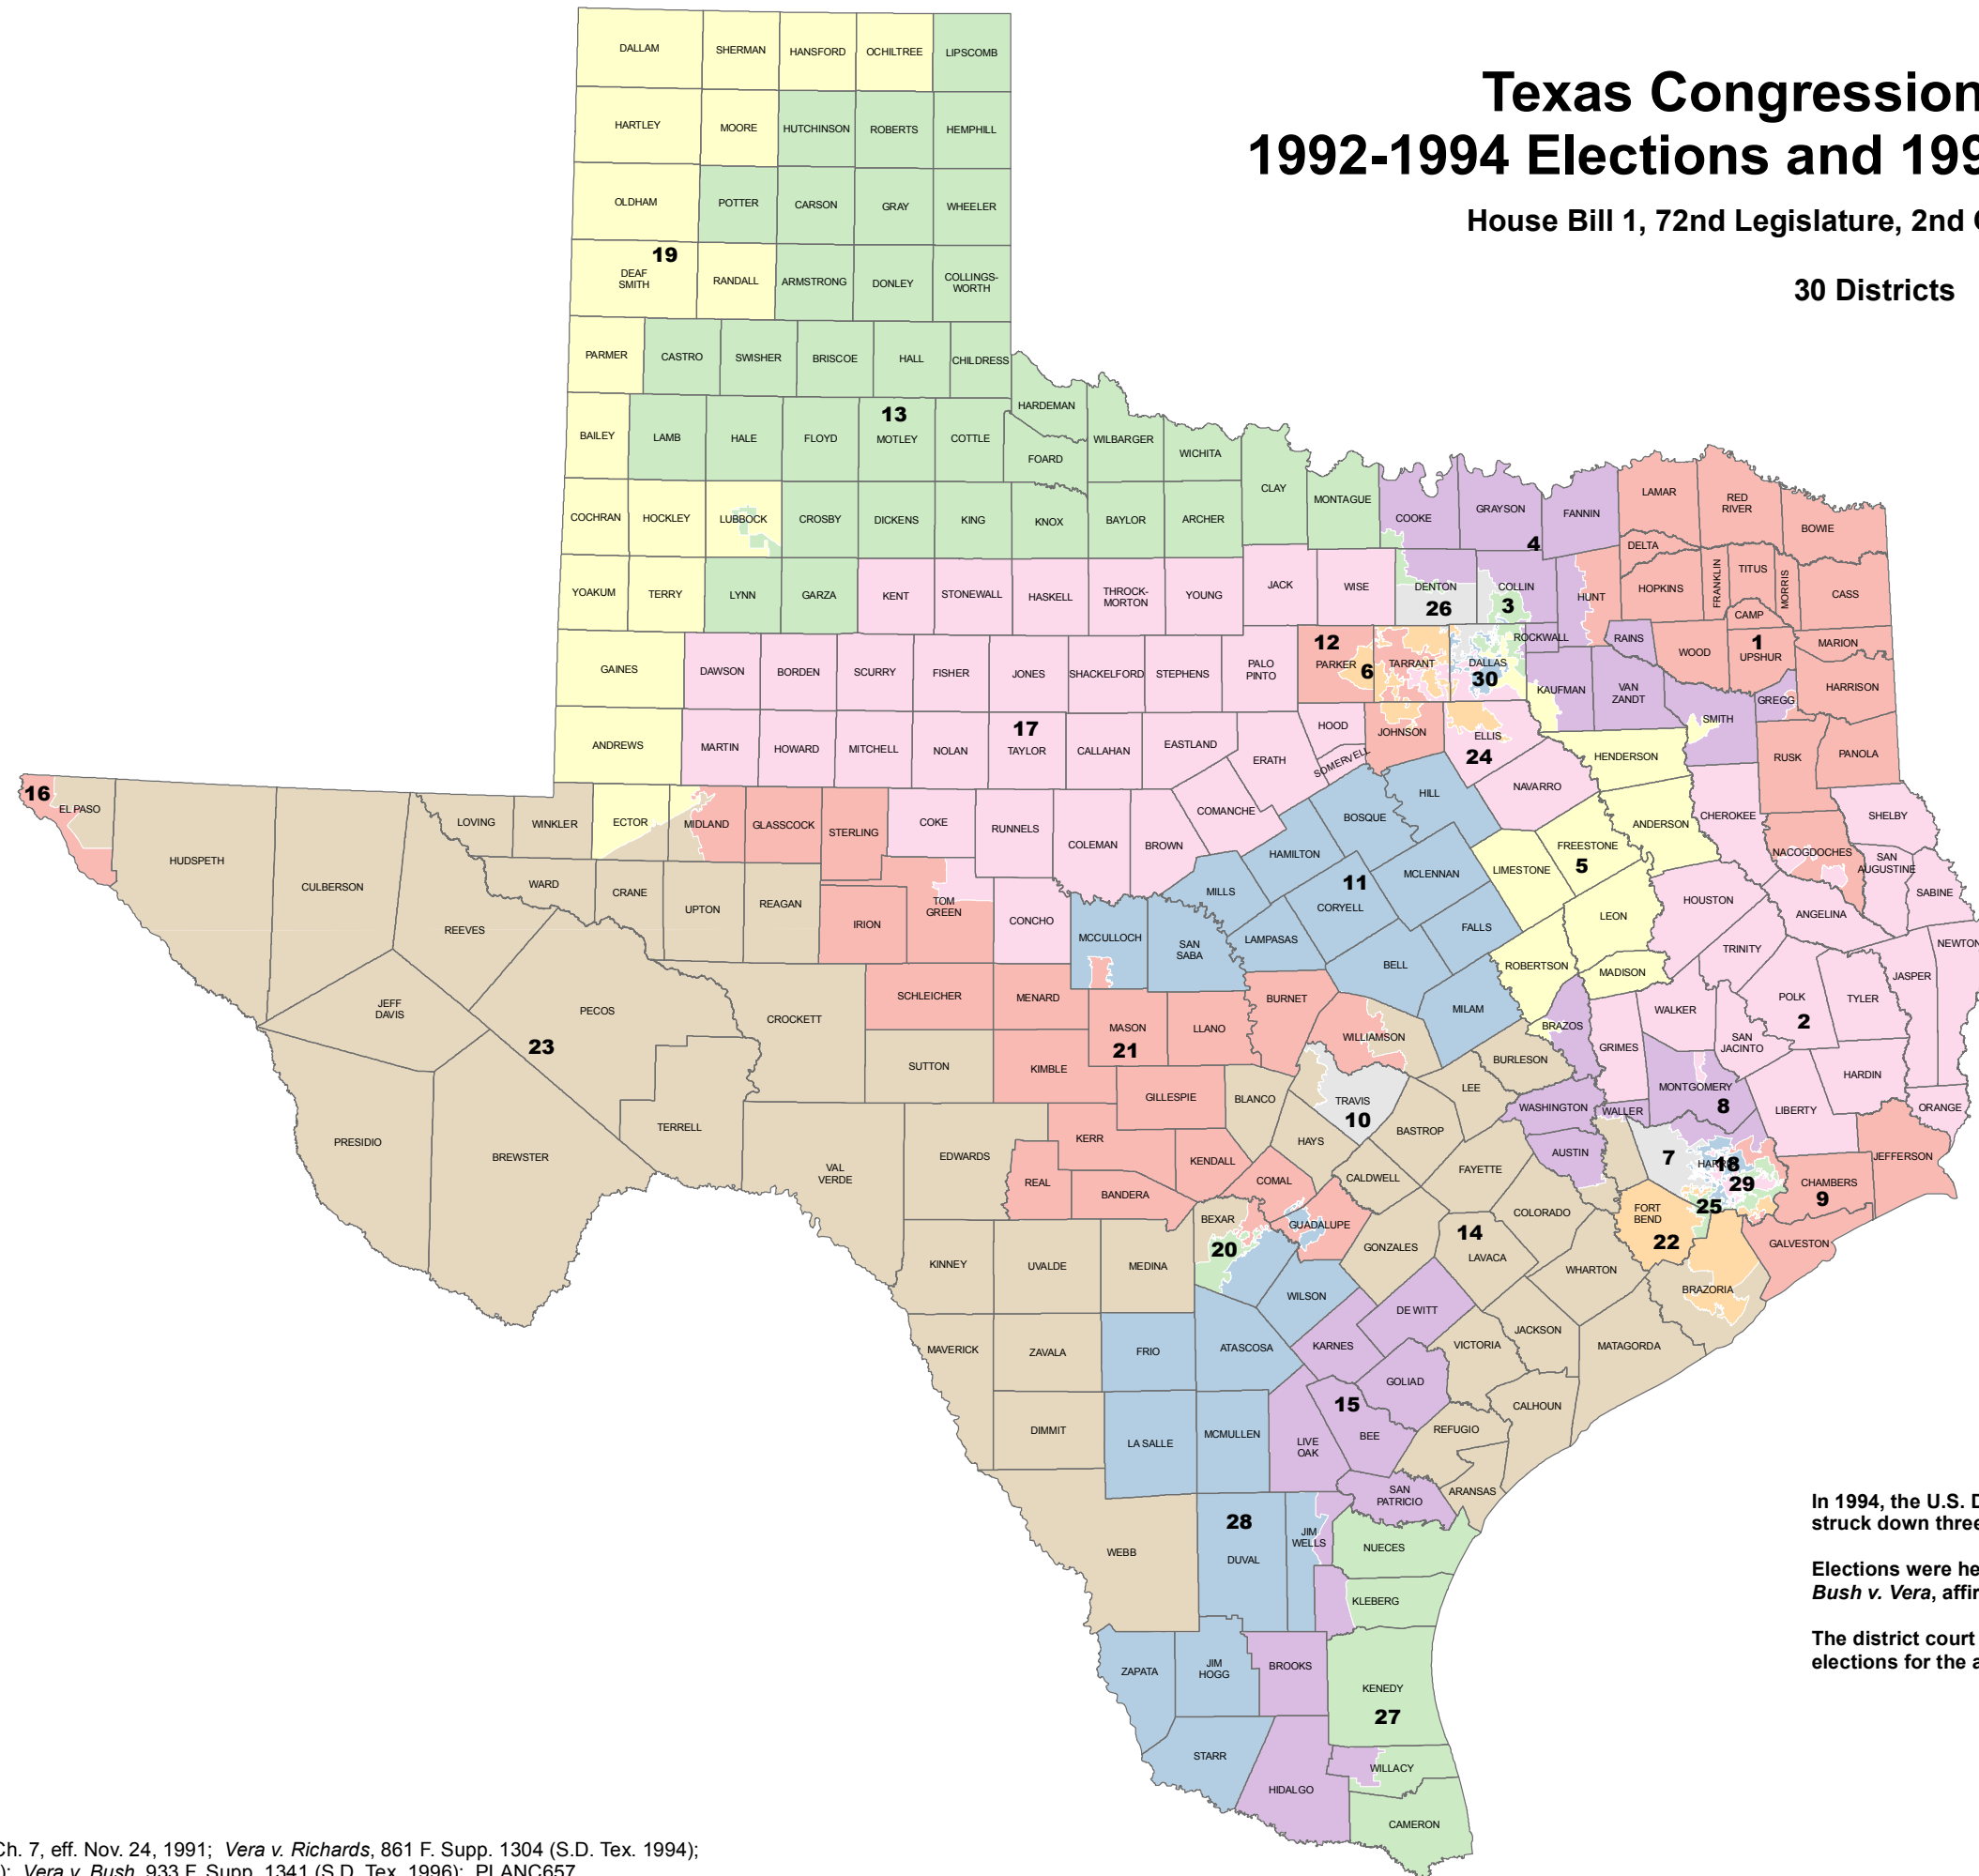 Texas Congression
1992-1994 Elections and 199
House Bill 1, 72nd Legislature, 2nd
30 Districts
DALLAM SHERMAN HANSFORD OCHILTREE LIPSCOMB
HARTLEY MOORE HUTCHINSON ROBERTS HEMPHILL
OLDHAM POTTER CARSON GRAY WHEELER
19
DEAF SMITH RANDALL ARMSTRONG DONLEY COLLINGS-WORTH
PARMER CASTRO SWISHER BRISCOE HALL CHILDRESS
HARDEMAN
13
BAILEY LAMB HALE FLOYD MOTLEY COTTLE FOARD WILBARGER WICHITA
CLAY MONTAGUE COOKE GRAYSON FANNIN LAMAR RED RIVER BOWIE
4
COCHRAN HOCKLEY LUBBOCK CROSBY DICKENS KING KNOX BAYLOR ARCHER
DELTA HOPKINS FRANKLIN TITUS MORRIS CASS
YOAKUM TERRY LYNN GARZA KENT STONEWALL HASKELL THROCK-MORTON YOUNG JACK WISE DENTON COLLIN HUNT
26 3
CAMP
12 1
GAINES DAWSON BORDEN SCURRY FISHER JONES SHACKELFORD STEPHENS PALO PINTO PARKER TARRANT DALLAS ROCKWALL RAINS WOOD UPSHUR MARION
6 30
KAUFMAN VAN ZANDT SMITH GREGG HARRISON
17
ANDREWS MARTIN HOWARD MITCHELL NOLAN TAYLOR CALLAHAN EASTLAND ERATH HOOD SOMERVELL JOHNSON ELLIS HENDERSON RUSK PANOLA
24
NAVARRO
16
EL PASO HUDSPETH CULBERSON LOVING WINKLER ECTOR MIDLAND GLASSCOCK STERLING COKE RUNNELS COLEMAN BROWN COMANCHE BOSQUE HILL ANDERSON CHEROKEE SHELBY
HAMILTON MCLENNAN LIMESTONE FREESTONE NACOGDOCHES SAN AUGUSTINE SABINE
5
WARD CRANE UPTON REAGAN IRION TOM GREEN CONCHO MCCULLOCH SAN SABA MILLS LAMPASAS CORYELL FALLS LEON HOUSTON ANGELINA
11
REEVES BELL ROBERTSON MADISON TRINITY NEWTON JASPER
JEFF DAVIS PECOS CROCKETT SCHLEICHER MENARD MASON LLANO BURNET WILLIAMSON MILAM BRAZOS GRIMES WALKER SAN JACINTO POLK TYLER
23 21 2
SUTTON KIMBLE GILLESPIE BLANCO TRAVIS LEE BURLESON WASHINGTON WALLER MONTGOMERY LIBERTY HARDIN ORANGE
10 8
PRESIDIO BREWSTER TERRELL VAL VERDE EDWARDS REAL KERR BANDERA KENDALL COMAL HAYS CALDWELL BASTROP FAYETTE AUSTIN
7 18 29 25
CHAMBERS JEFFERSON
9
BEXAR GUADALUPE GONZALES LAVACA COLORADO FORT BEND GALVESTON
20 14 22
KINNEY UVALDE MEDINA WILSON DE WITT WHARTON BRAZORIA
MAVERICK ZAVALA FRIO ATASCOSA KARNES GOLIAD VICTORIA JACKSON MATAGORDA
15
DIMMIT LA SALLE MCMULLEN LIVE OAK BEE REFUGIO CALHOUN
SAN PATRICIO ARANSAS
28
WEBB DUVAL JIM WELLS NUECES
KLEBERG
ZAPATA JIM HOGG BROOKS KENEDY
27
STARR HIDALGO WILLACY
CAMERON
In 1994, the U.S. D
struck down three
Elections were he
Bush v. Vera, affir
The district court
elections for the a
Ch. 7, eff. Nov. 24, 1991; Vera v. Richards, 861 F. Supp. 1304 (S.D. Tex. 1994);
); Vera v. Bush, 933 F. Supp. 1341 (S.D. Tex. 1996); PLANC657